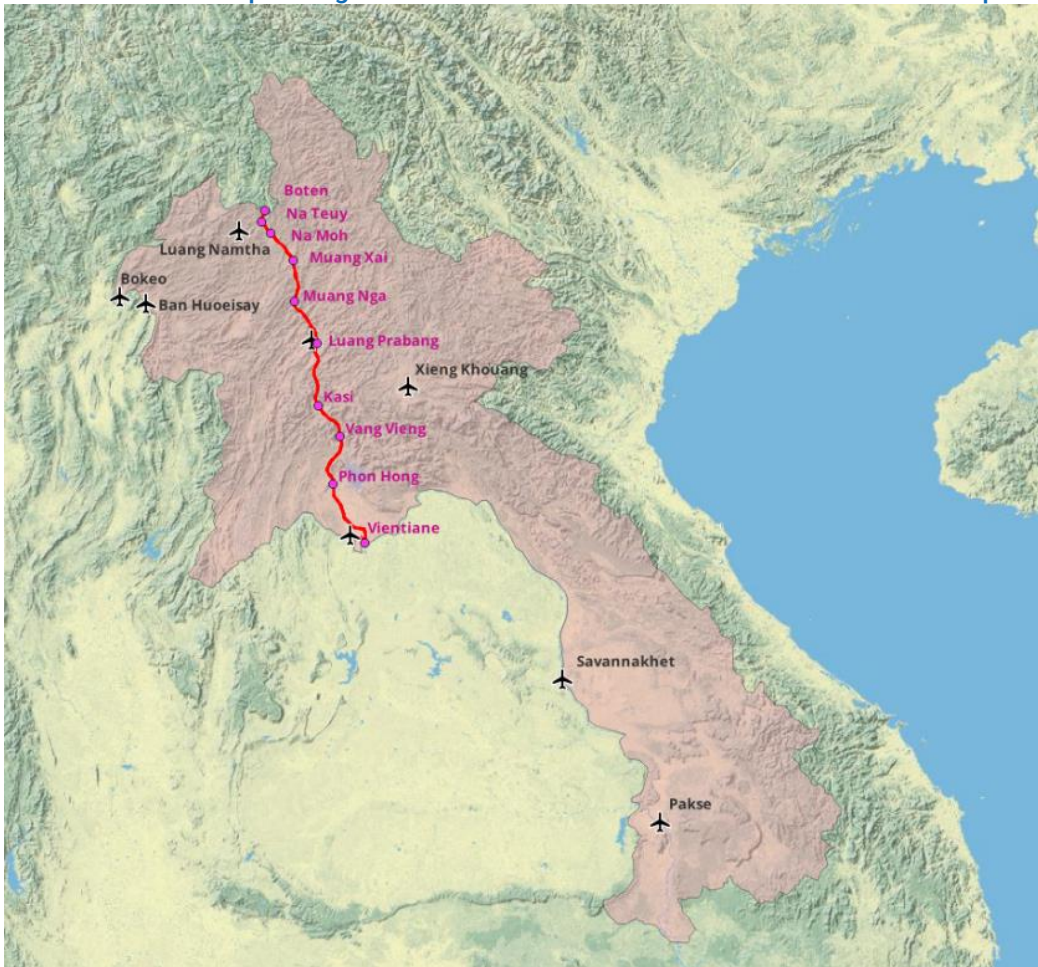 Boten
Na Teuy
Na Moh
Luang Namtha
Muang Xai
Bokeo
Ban Huoeisay
Muang Nga
Luang Prabang
Xieng Khouang
Kasi
Vang Vieng
Phon Hong
Vientiane
Savannakhet
Pakse